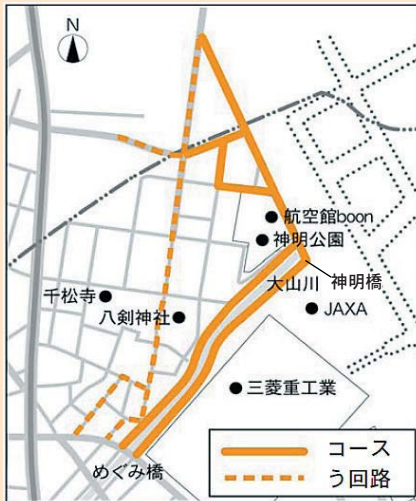 N
航空館boon
神明公園
神明橋
大山川
千松寺
JAXA
八剣神社
三菱重工業
めぐみ橋
コース
う回路